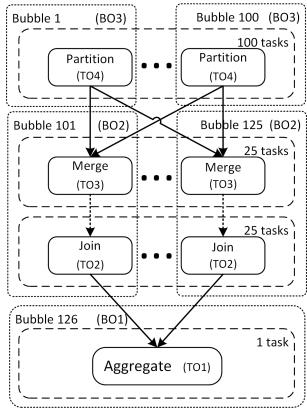 Bubble 1 (BO3) Bubble 100 (BO3)
100 tasks
Partition Partition
(TO4) (TO4)
Bubble 101 (BO2) Bubble 125 (BO2)
25 tasks
Merge Merge
(TO3) (TO3)
25 tasks
Join Join
(TO2) (TO2)
Bubble 126 (BO1)
1 task
Aggregate (TO1)